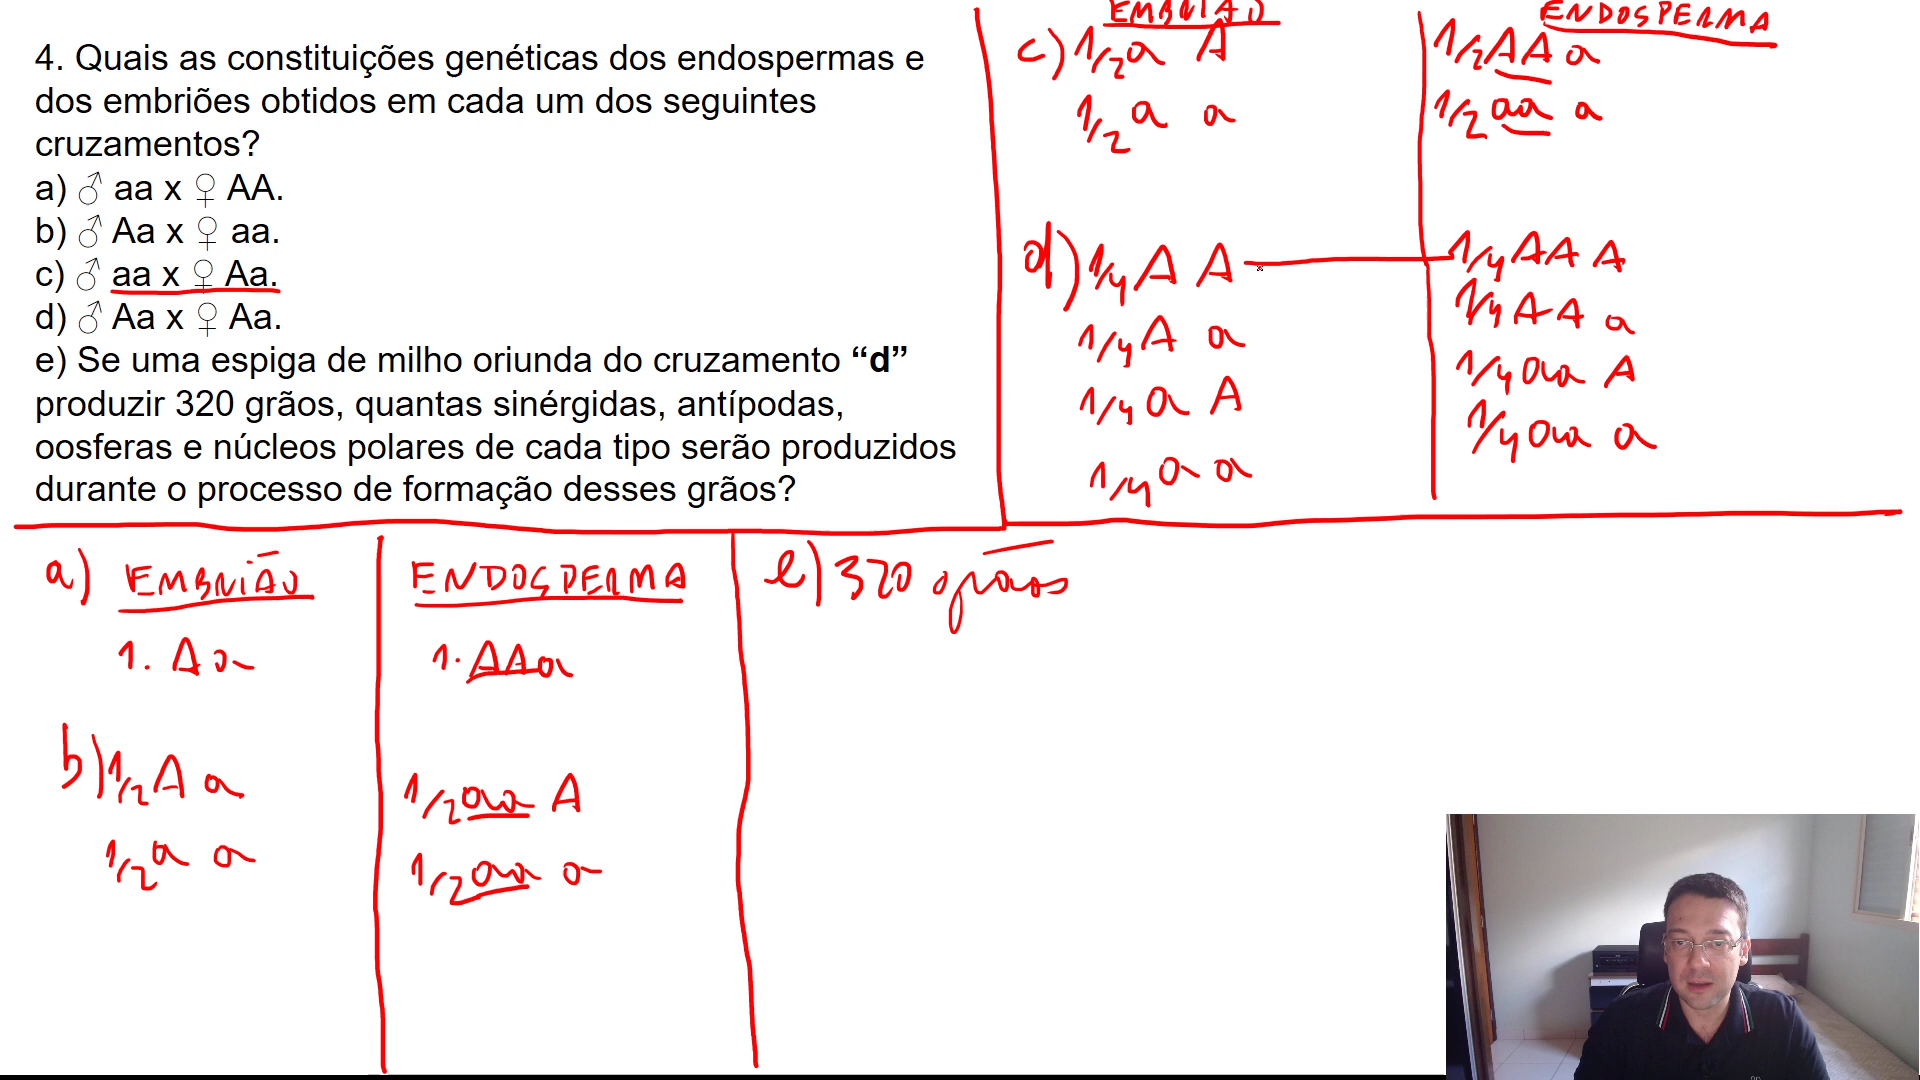 4. Quais as constituições genéticas dos endospermas e
dos embriões obtidos em cada um dos seguintes
cruzamentos?
a) ♂ aa x ♀ AA.
b) ♂ Aa x ♀ aa.
c) ♂ aa x ♀ Aa.
d) ♂ Aa x ♀ Aa.
e) Se uma espiga de milho oriunda do cruzamento “d”
produzir 320 grãos, quantas sinérgidas, antípodas,
oosferas e núcleos polares de cada tipo serão produzidos
durante o processo de formação desses grãos?
EMBRIÃO
ENDOSPERMA
c) 1/2 a A
1/2 AA a
1/2 a a
1/2 aa a
d) 1/4 A A
1/4 AA A
1/4 A a
1/4 AA a
1/4 a A
1/4 aa A
1/4 a a
1/4 aa a
a) EMBRIÃO
ENDOSPERMA
1. A a
1. AAa
b) 1/2 A a
1/2 aa A
1/2 a a
1/2 aa a
e) 320 grãos